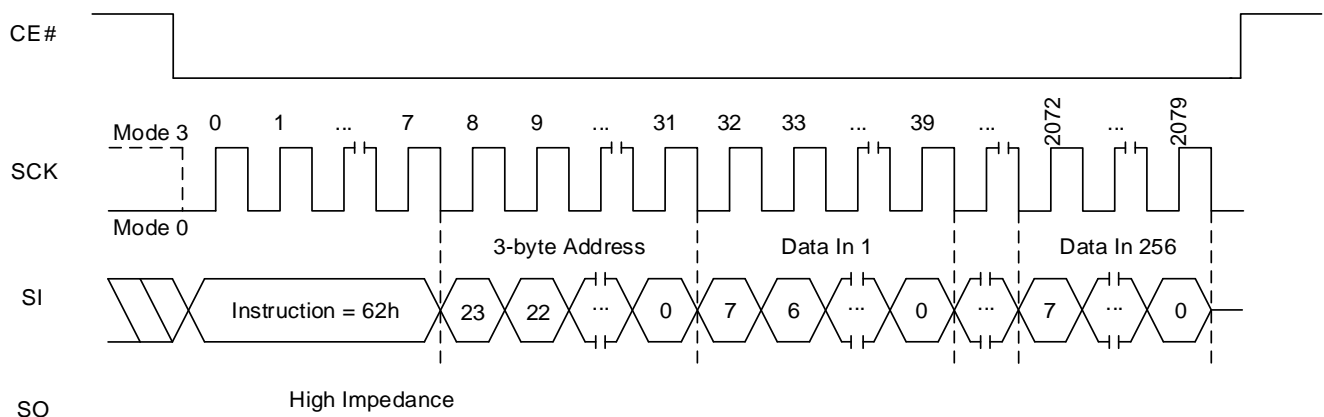 CE#
Mode 3 0 1 ... 7 8 9 ... 31 32 33 ... 39 ... 2072 ... 2079
SCK
Mode 0
3-byte Address Data In 1 Data In 256
SI Instruction = 62h 23 22 ... 0 7 6 ... 0 ... 7 ... 0
High Impedance
SO